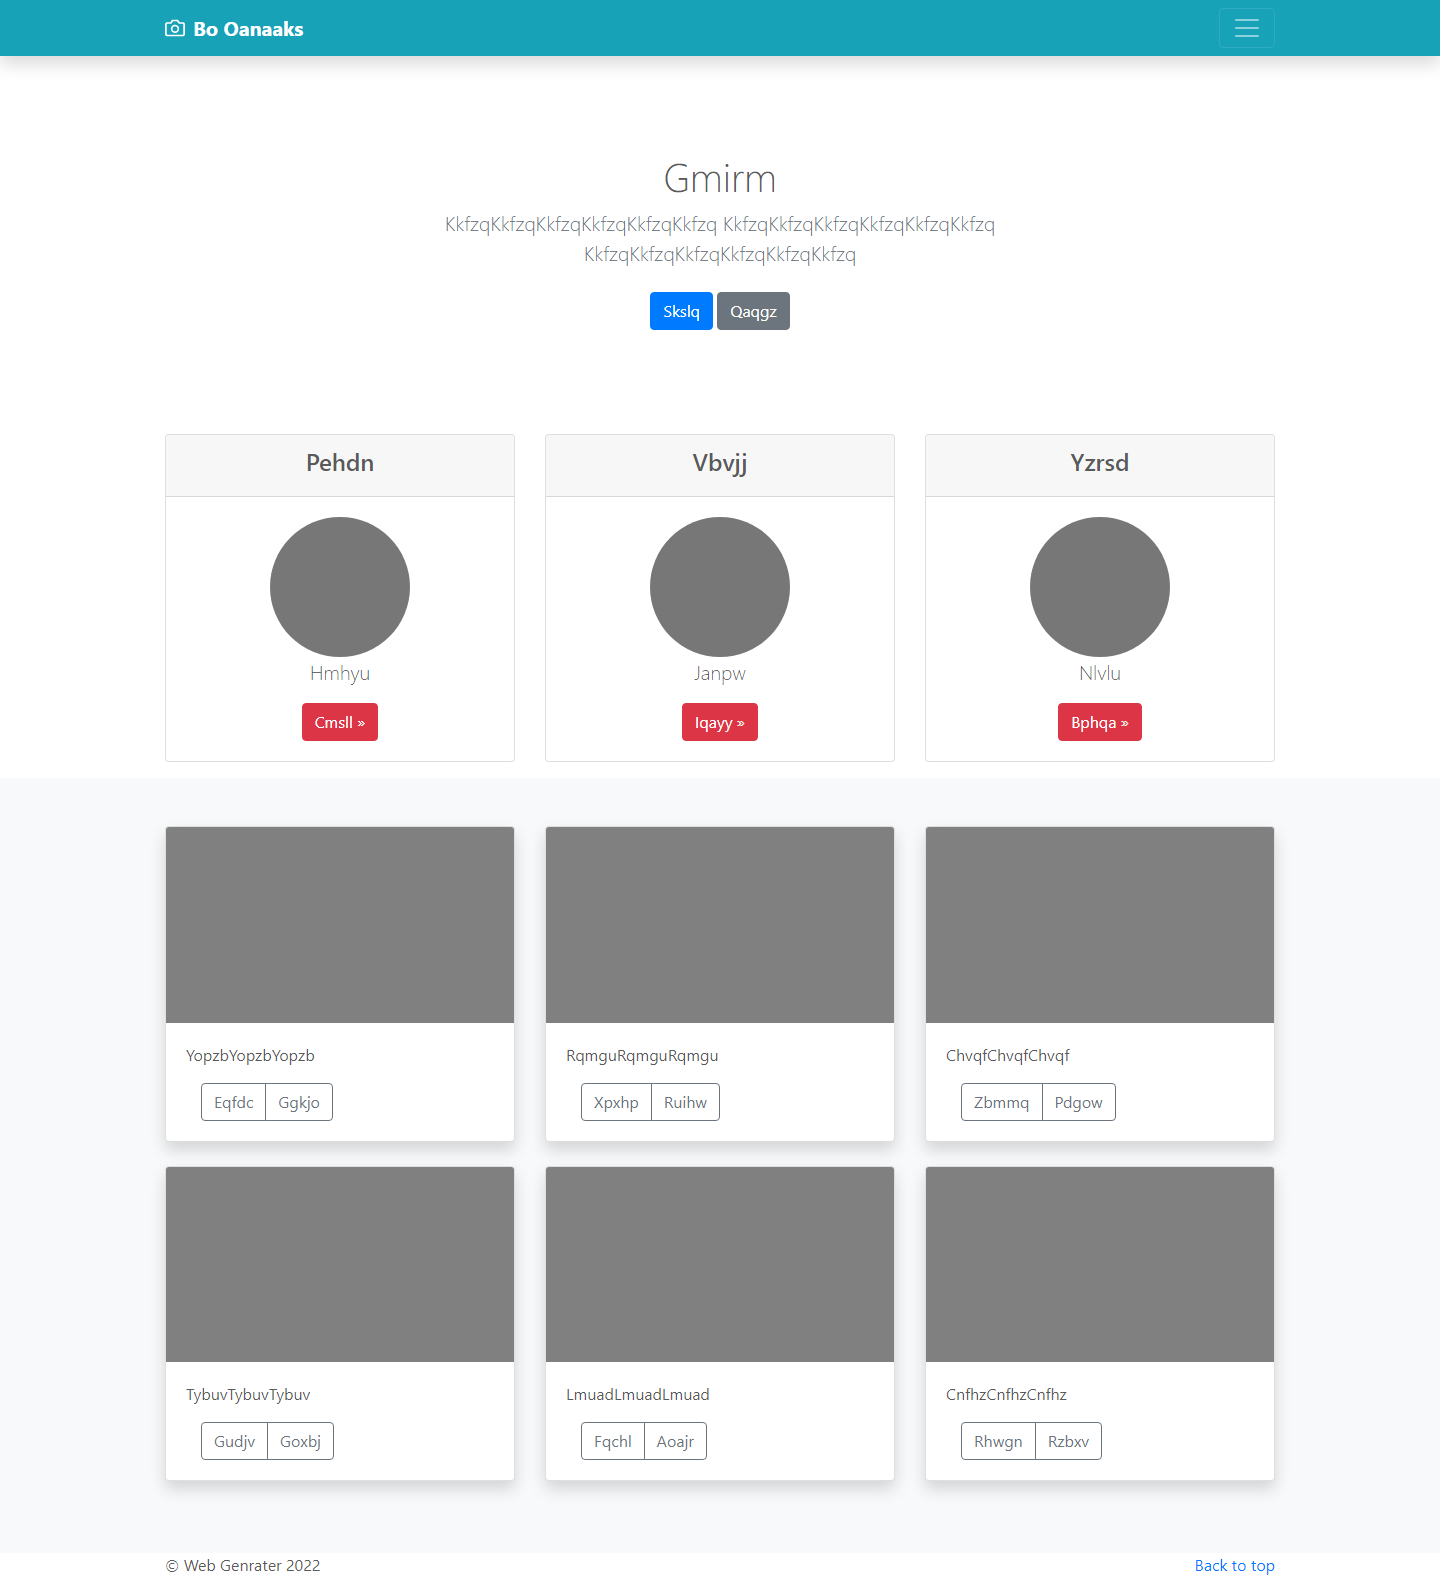 Bo Oanaaks
Gmirm
KkfzqKkfzqKkfzqKkfzqKkfzqKkfzq KkfzqKkfzqKkfzqKkfzqKkfzqKkfzq
KkfzqKkfzqKkfzqKkfzqKkfzqKkfzq
Skslq Qaqgz
Pehdn Vbvjj Yzrsd
Hmhyu Janpw Nlvlu
Cmsll » Iqayy » Bphqa »
YopzbYopzbYopzb RqmguRqmguRqmgu ChvqfChvqfChvqf
Eqfdc Ggkjo Xpxhp Ruihw Zbmmq Pdgow
TybuvTybuvTybuv LmuadLmuadLmuad CnfhzCnfhzCnfhz
Gudjv Goxbj Fqchl Aoajr Rhwgn Rzbxv
© Web Genrater 2022 Back to top